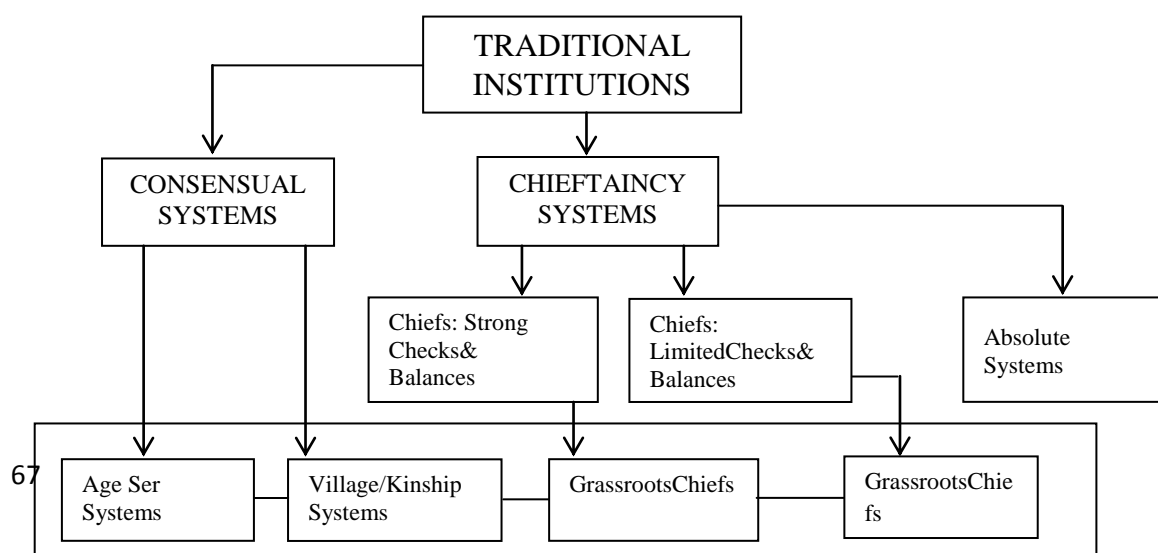 TRADITIONAL
INSTITUTIONS
CONSENSUAL
SYSTEMS
CHIEFTAINCY
SYSTEMS
Chiefs: Strong
Checks&
Balances
Chiefs:
LimitedChecks&
Balances
Absolute
Systems
67
Age Ser
Systems
Village/Kinship
Systems
GrassrootsChiefs
GrassrootsChie
fs